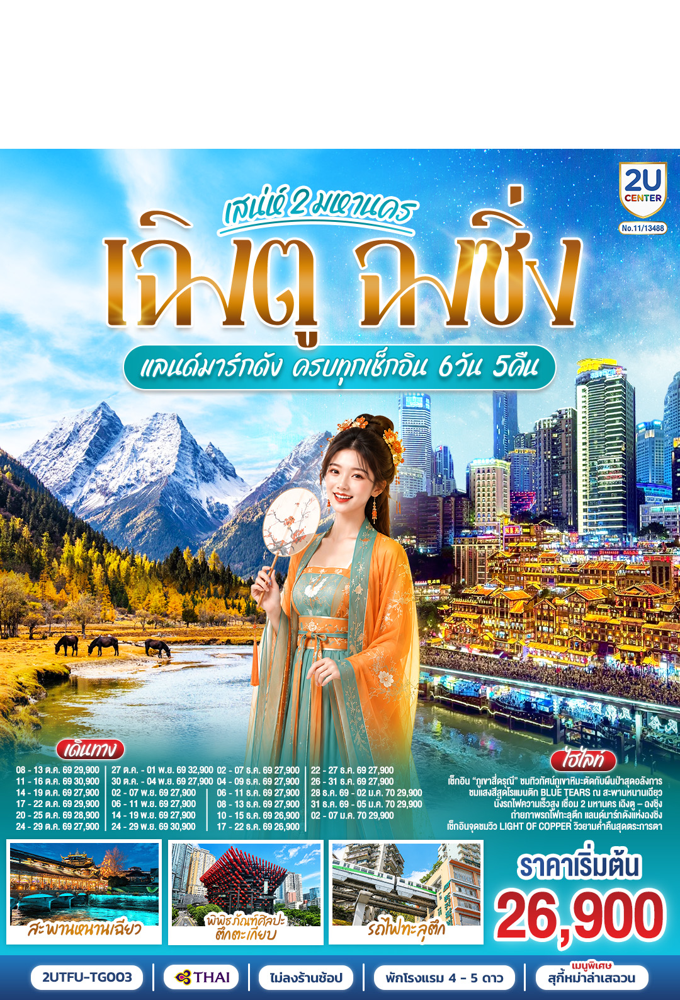 2U
CENTER
No.11/13488
เสน่ห์ 2 มหานคร
เฉิงตู ฉงชิ่ง
แลนด์มาร์กดัง ครบทุกเช็กอิน 6วัน 5คืน
เดินทาง
08 - 13 ต.ค. 69 29,900
11 - 16 ต.ค. 69 30,900
14 - 19 ต.ค. 69 27,900
17 - 22 ต.ค. 69 29,900
20 - 25 ต.ค. 69 28,900
24 - 29 ต.ค. 69 27,900
27 ต.ค. - 01 พ.ย. 69 32,900
30 ต.ค. - 04 พ.ย. 69 27,900
02 - 07 พ.ย. 69 27,900
06 - 11 พ.ย. 69 27,900
14 - 19 พ.ย. 69 27,900
24 - 29 พ.ย. 69 30,900
02 - 07 ธ.ค. 69 27,900
04 - 09 ธ.ค. 69 27,900
06 - 11 ธ.ค. 69 27,900
08 - 13 ธ.ค. 69 27,900
10 - 15 ธ.ค. 69 26,900
17 - 22 ธ.ค. 69 26,900
22 - 27 ธ.ค. 69 27,900
26 - 31 ธ.ค. 69 27,900
28 ธ.ค. 69 - 02 ม.ค. 70 29,900
31 ธ.ค. 69 - 05 ม.ค. 70 29,900
02 - 07 ม.ค. 70 29,900
ไฮไลท์
เช็กอิน “ภูเขาสี่ดรุณี” ชมทิวทัศน์ภูเขาหิมะตัดกับผืนป่าสุดอลังการ
ชมแสงสีสุดโรแมนติก BLUE TEARS ณ สะพานหนานเฉียว
นั่งรถไฟความเร็วสูง เชื่อม 2 มหานคร เฉิงตู – ฉงชิ่ง
ถ่ายภาพรถไฟทะลุตึก แลนด์มาร์กดังแห่งฉงชิ่ง
เช็กอินจุดชมวิว LIGHT OF COPPER วิวยามค่ำคืนสุดตระการตา
สะพานหนานเฉียว
พิพิธภัณฑ์ศิลปะ
ตึกตะเกียบ
รถไฟทะลุตึก
ราคาเริ่มต้น
26,900
2UTFU-TG003
THAI
ไม่ลงร้านช้อป
พักโรงแรม 4 - 5 ดาว
เมนูพิเศษ
สุกี้หม่าล่าเสฉวน